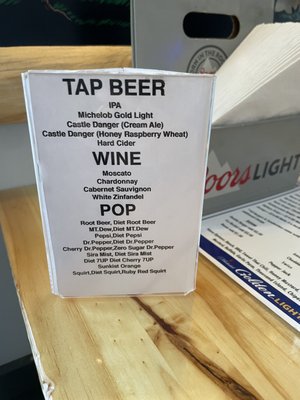 TAP BEER
IPA
Michelob Gold Light
Castle Danger (Cream Ale)
Castle Danger (Honey Raspberry Wheat)
Hard Cider
WINE
Moscato
Chardonnay
Cabernet Sauvignon
White Zinfandel
POP
Root Beer, Diet Root Beer
MT.Dew,Diet MT.Dew
Pepsi,Diet Pepsi
Dr.Pepper,Diet Dr.Pepper
Cherry Dr.Pepper,Zero Sugar Dr.Pepper
Sira Mist, Diet Sira Mist
Diet 7UP Diet Cherry 7UP
Sunkist Orange
Squirt,Diet Squirt,Ruby Red Squirt
Coors LIGHT
Golden LIGHT